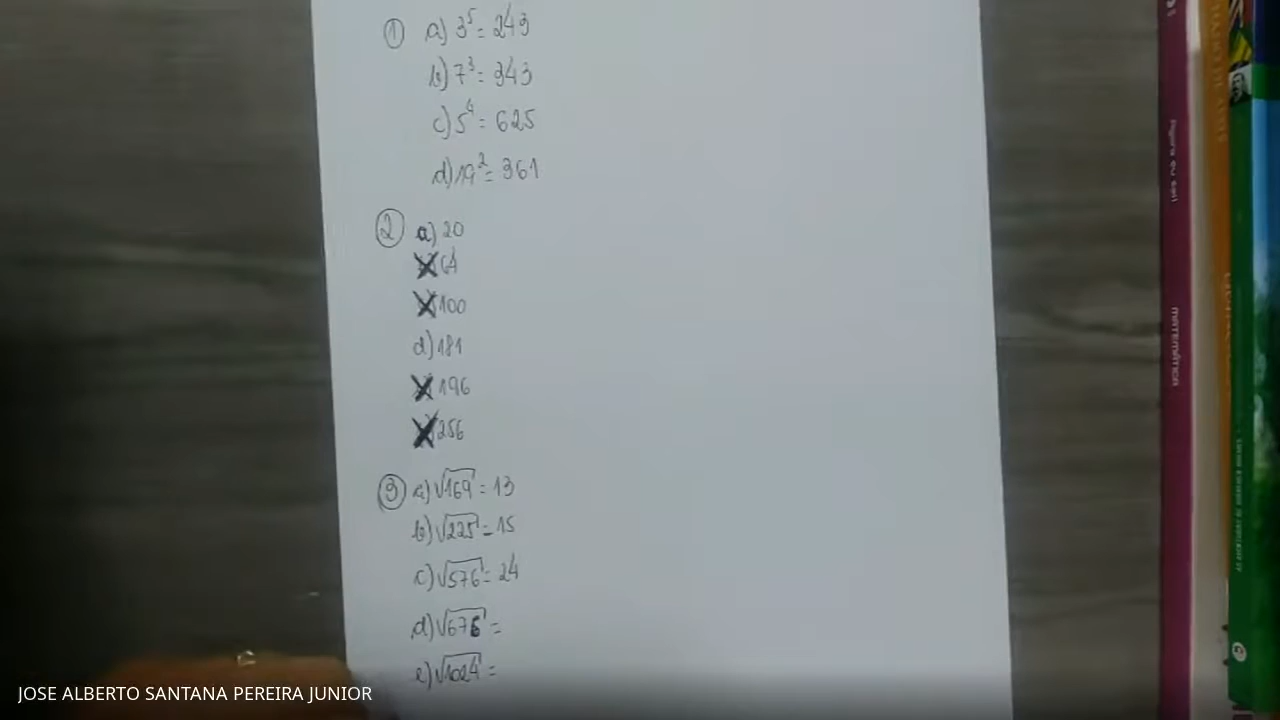 ① a) 3⁵ = 243
b) 7³ = 343
c) 5⁴ = 625
d) 19² = 361
② a) 20
64
100
d) 181
196
256
③ a) √169 = 13
b) √225 = 15
c) √576 = 24
d) √676 =
e) √1024 =
matemática
JOSE ALBERTO SANTANA PEREIRA JUNIOR